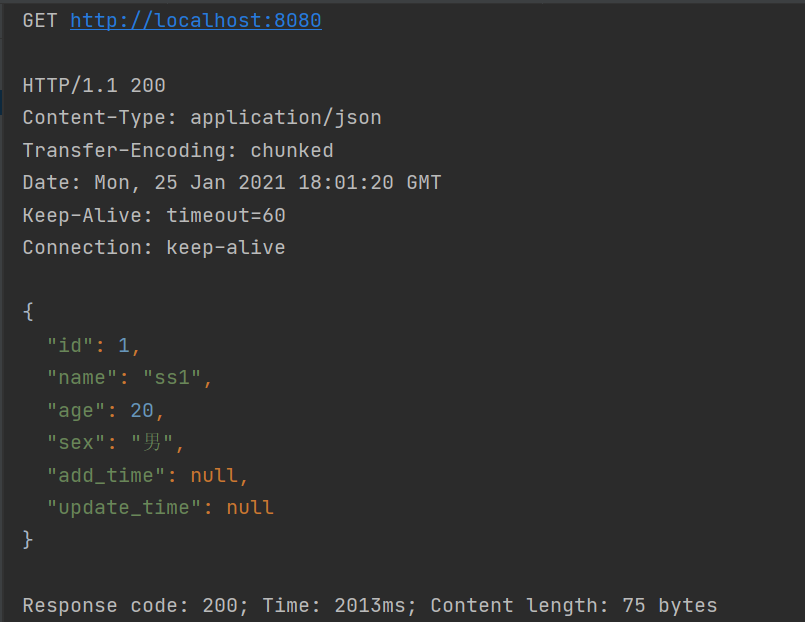 GET http://localhost:8080
HTTP/1.1 200
Content-Type: application/json
Transfer-Encoding: chunked
Date: Mon, 25 Jan 2021 18:01:20 GMT
Keep-Alive: timeout=60
Connection: keep-alive
{
"id": 1,
"name": "ss1",
"age": 20,
"sex": "男",
"add_time": null,
"update_time": null
}
Response code: 200; Time: 2013ms; Content length: 75 bytes